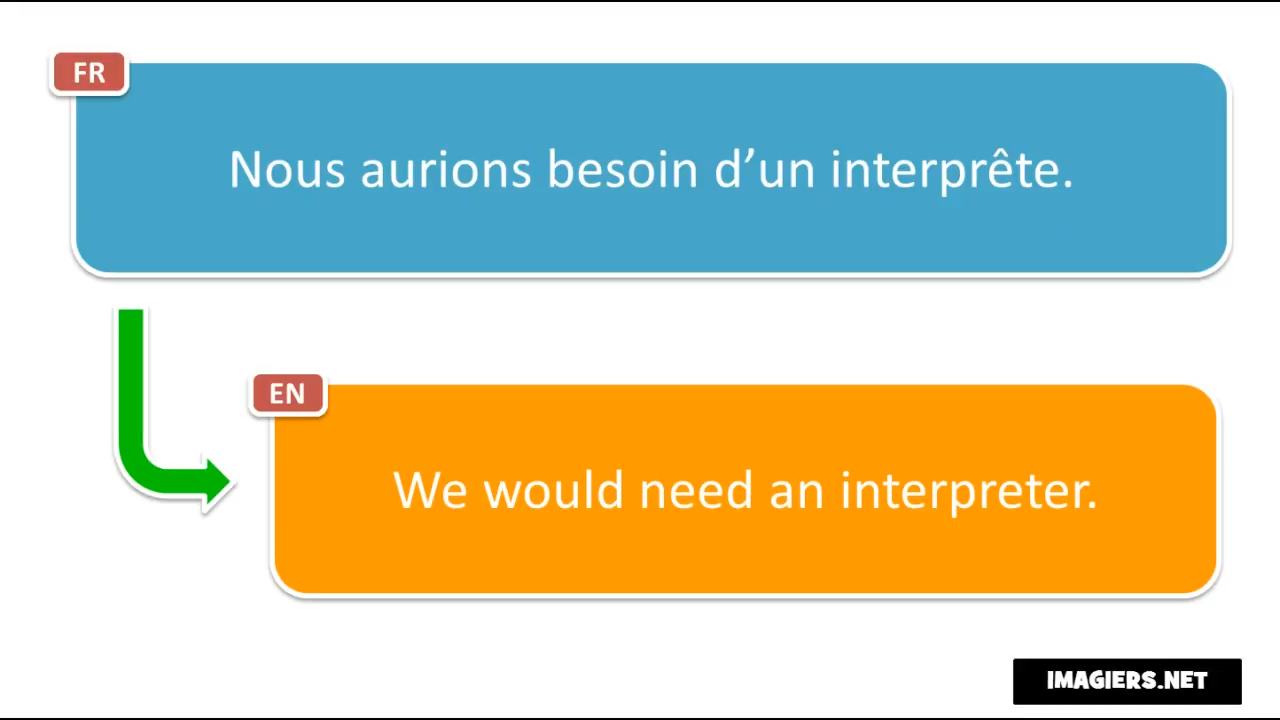 FR
Nous aurions besoin d’un interprête.
EN
We would need an interpreter.
IMAGIERS.NET